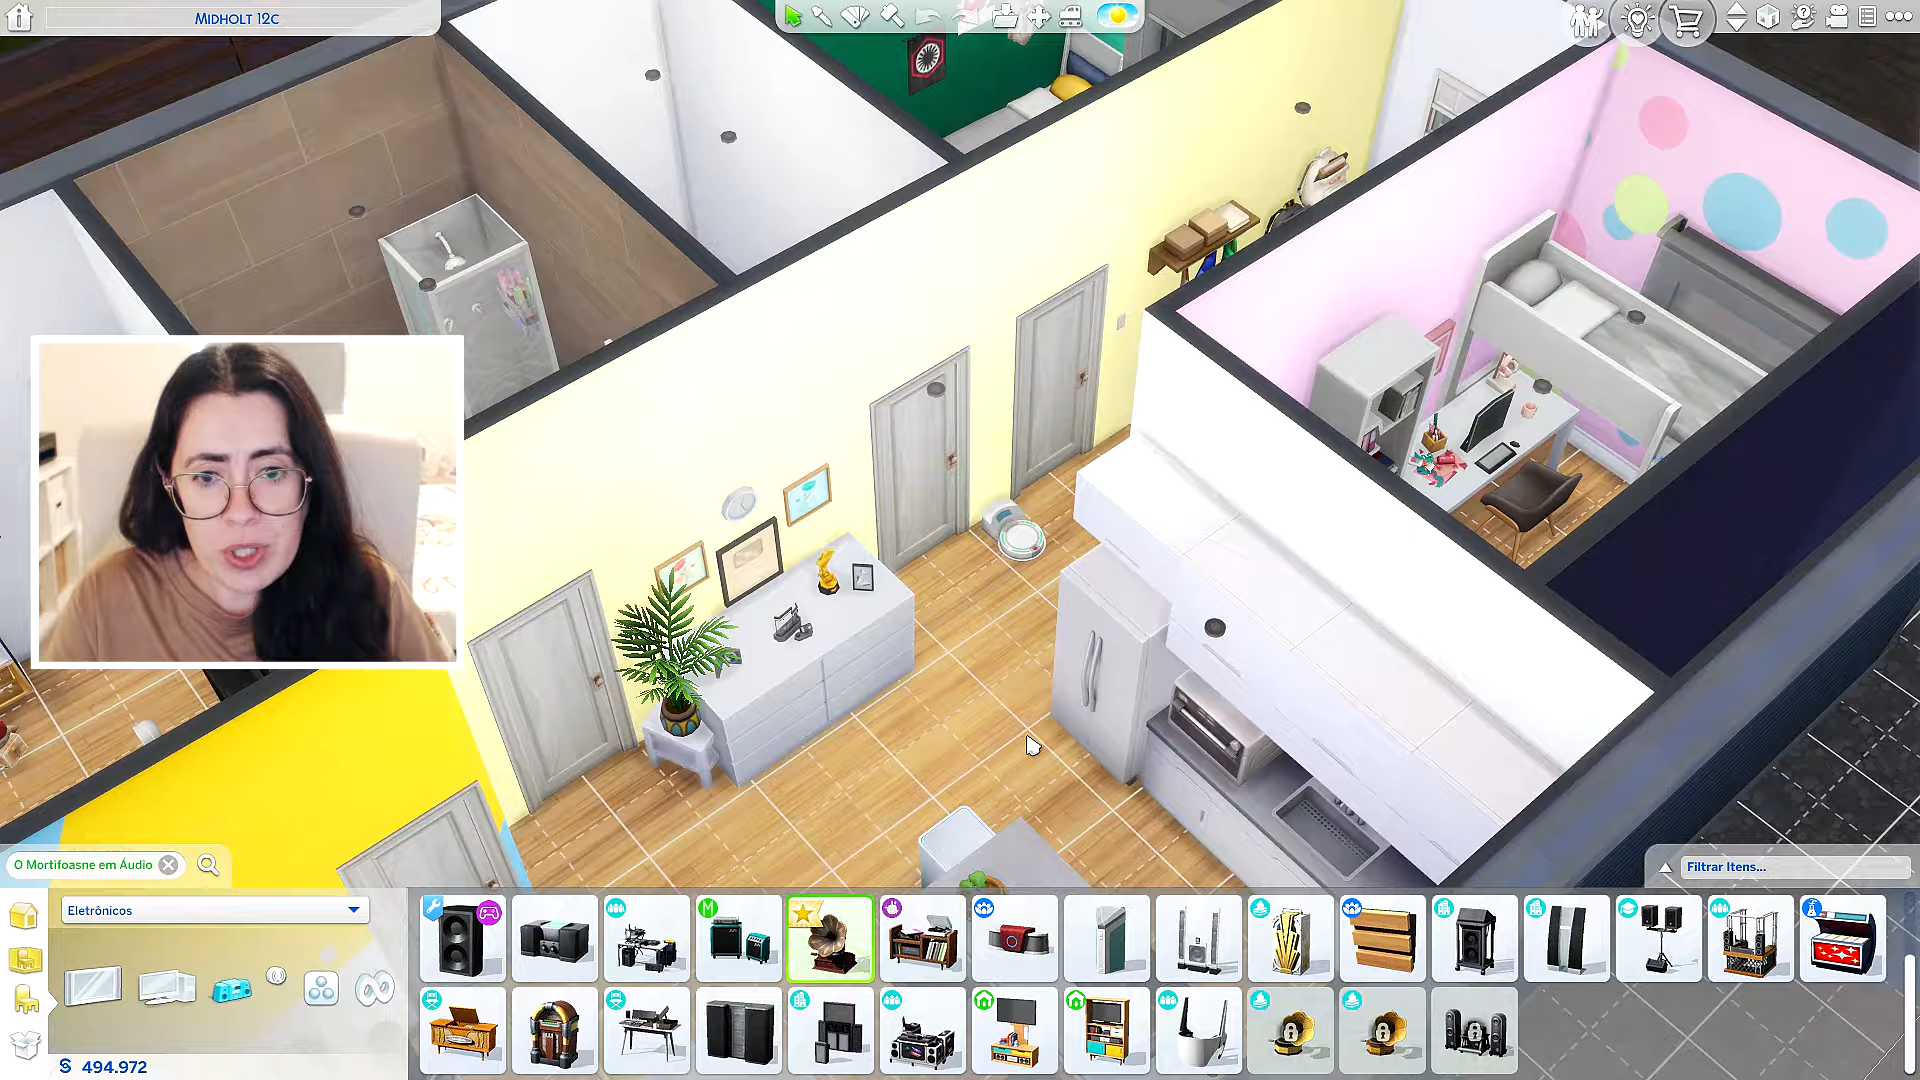 MIDHOLT 12C
O Mortifoasne em Áudio
Filtrar Itens...
Eletrônicos
M
S 494.972